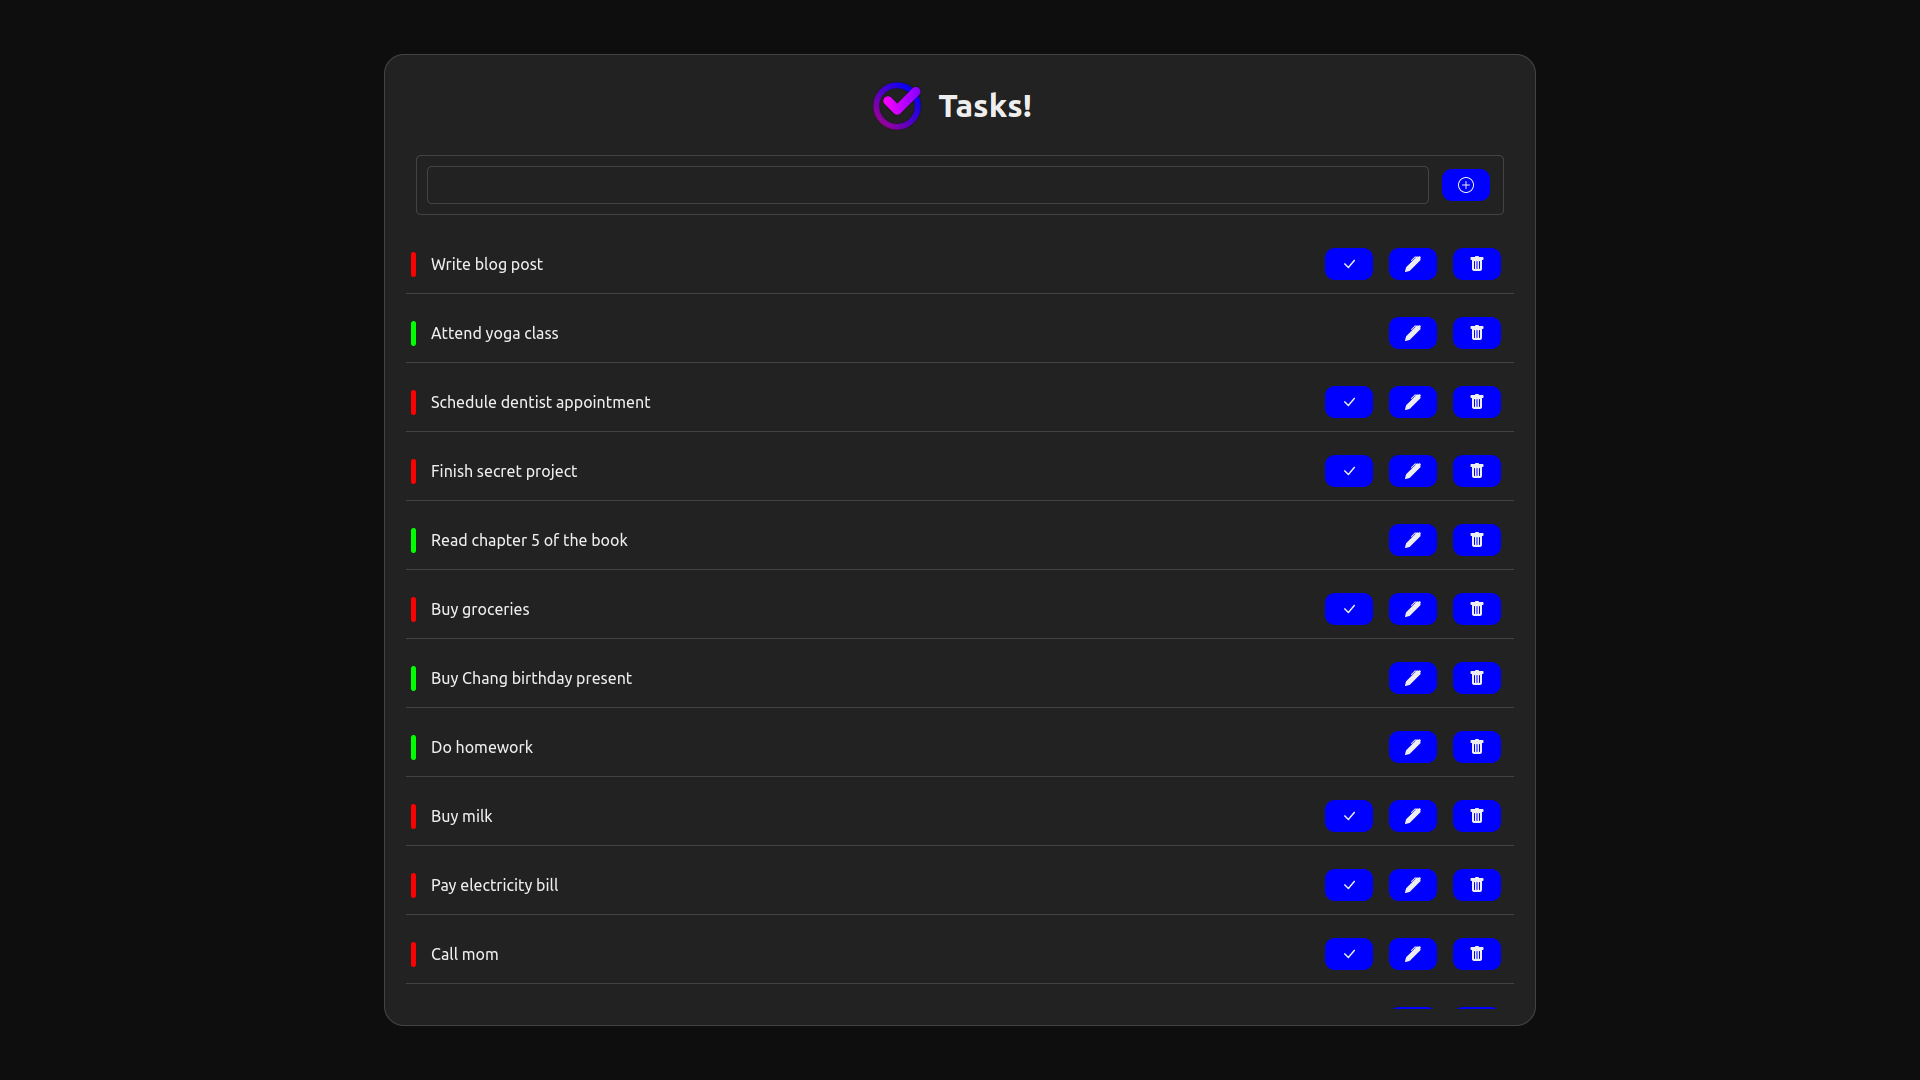 Tasks!
Write blog post
Attend yoga class
Schedule dentist appointment
Finish secret project
Read chapter 5 of the book
Buy groceries
Buy Chang birthday present
Do homework
Buy milk
Pay electricity bill
Call mom